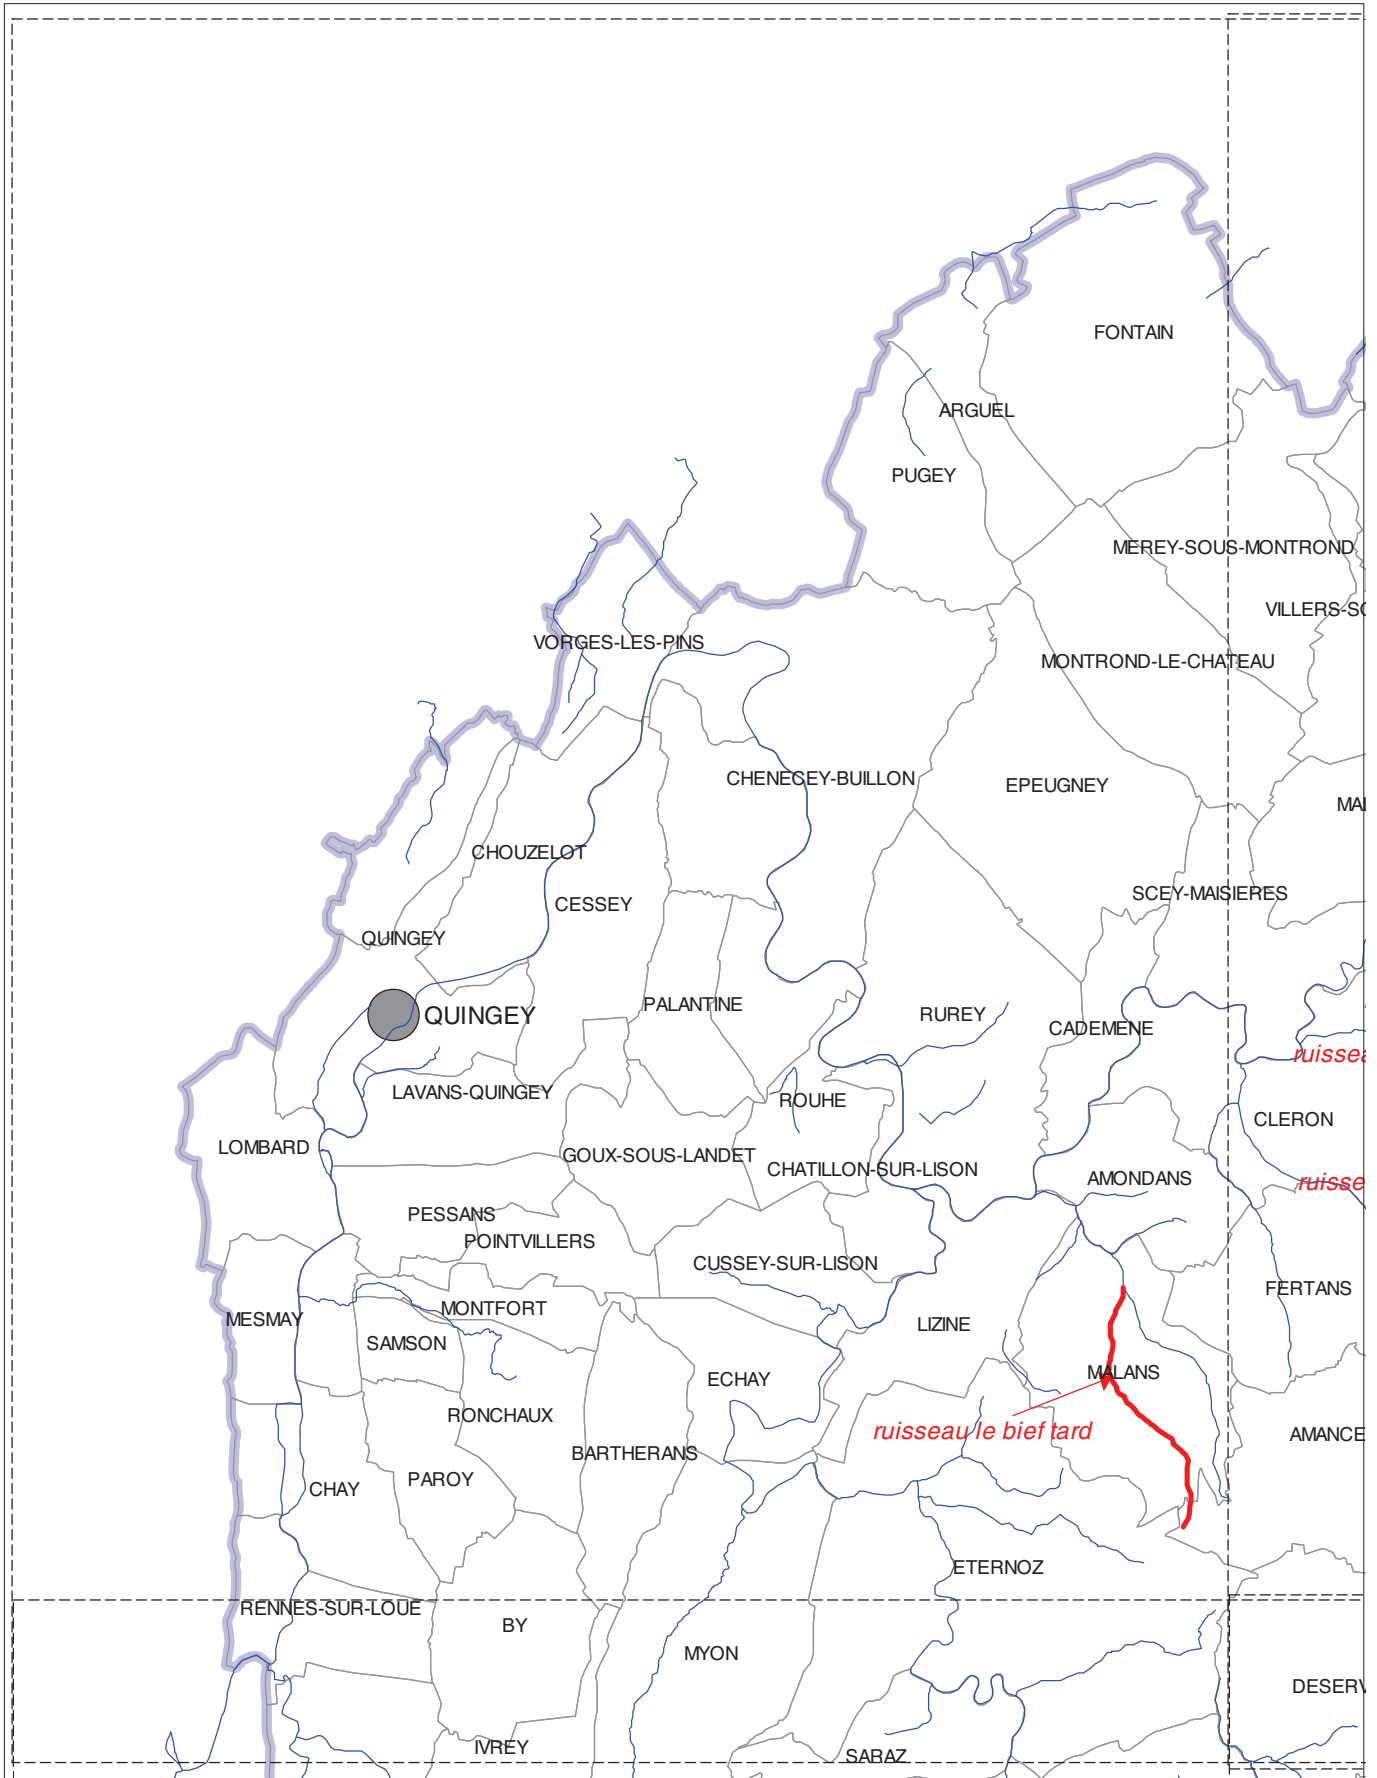 FONTAIN
ARGUEL
PUGEY
MEREY-SOUS-MONTROND
VILLERS-SO
VORGES-LES-PINS
MONTROND-LE-CHATEAU
CHENECEY-BUILLON
EPEUGNEY
MAL
CHOUZELOT
SCEY-MAISIERES
CESSEY
QUINGEY
PALANTINE
QUINGEY
RUREY
CADEMENE
ruissea
LAVANS-QUINGEY
ROUHE
CLERON
LOMBARD
GOUX-SOUS-LANDET
CHATILLON-SUR-LISON
AMONDANS
ruisse
PESSANS
POINTVILLERS
CUSSEY-SUR-LISON
FERTANS
MONTFORT
MESMAY
LIZINE
SAMSON
MALANS
ECHAY
RONCHAUX
ruisseau le bief tard
AMANCE
BARTHERANS
PAROY
CHAY
ETERNOZ
RENNES-SUR-LOUE
BY
MYON
DESERV
IVREY
SARAZ